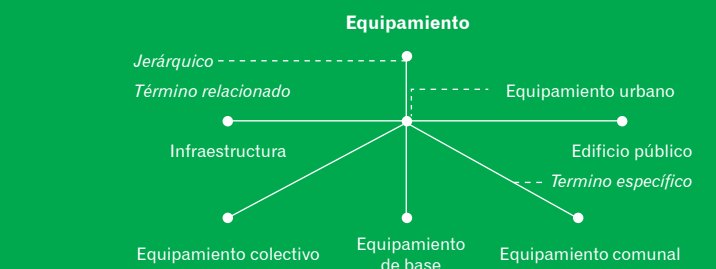 Equipamiento
Jerárquico
Término relacionado
Equipamiento urbano
Infraestructura
Edificio público
Termino específico
Equipamiento colectivo
Equipamiento
de base
Equipamiento comunal